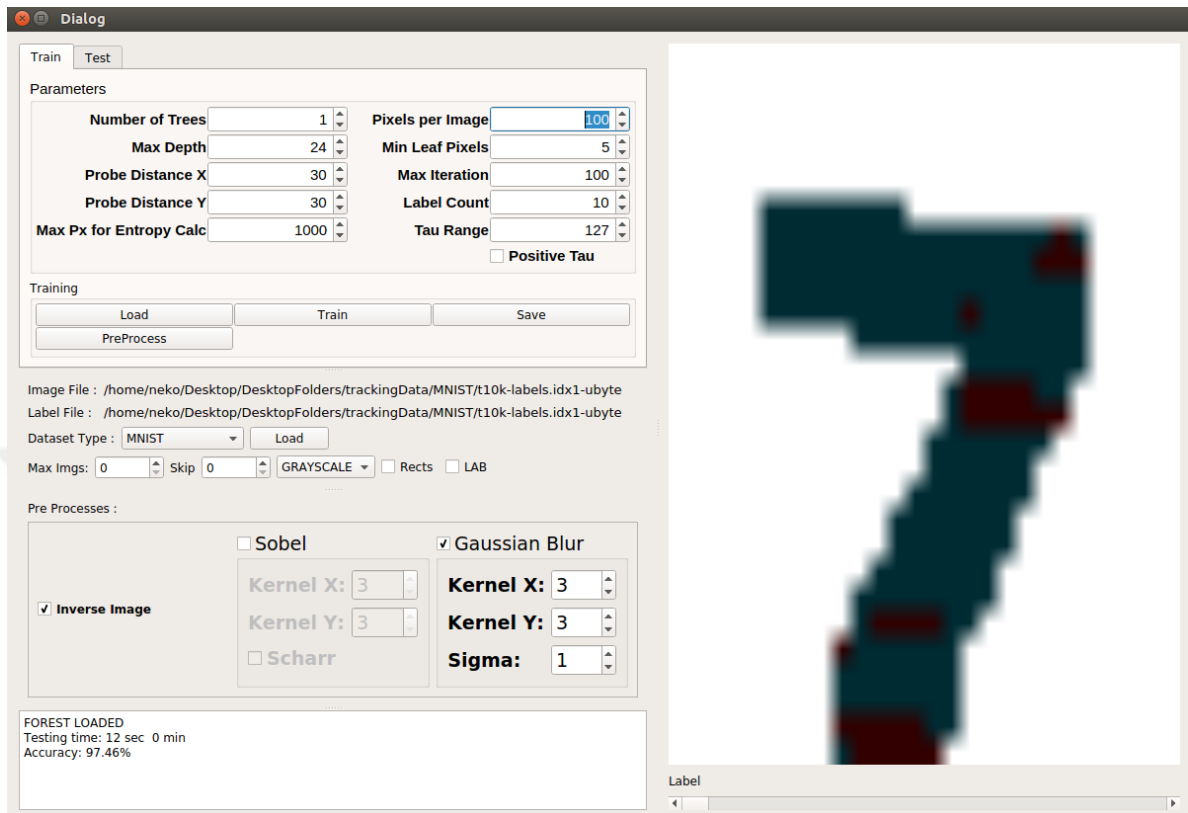 Dialog
Train Test
Parameters
Number of Trees 1 Pixels per Image 100
Max Depth 24 Min Leaf Pixels 5
Probe Distance X 30 Max Iteration 100
Probe Distance Y 30 Label Count 10
Max Px for Entropy Calc 1000 Tau Range 127
Positive Tau
Training
Load Train Save
PreProcess
Image File : /home/neko/Desktop/DesktopFolders/trackingData/MNIST/t10k-labels.idx1-ubyte
Label File : /home/neko/Desktop/DesktopFolders/trackingData/MNIST/t10k-labels.idx1-ubyte
Dataset Type : MNIST Load
Max Imgs: 0 Skip 0 GRAYSCALE Rects LAB
Pre Processes :
Inverse Image
Sobel
Kernel X: 3
Kernel Y: 3
Scharr
Gaussian Blur
Kernel X: 3
Kernel Y: 3
Sigma: 1
FOREST LOADED
Testing time: 12 sec 0 min
Accuracy: 97.46%
7
Label